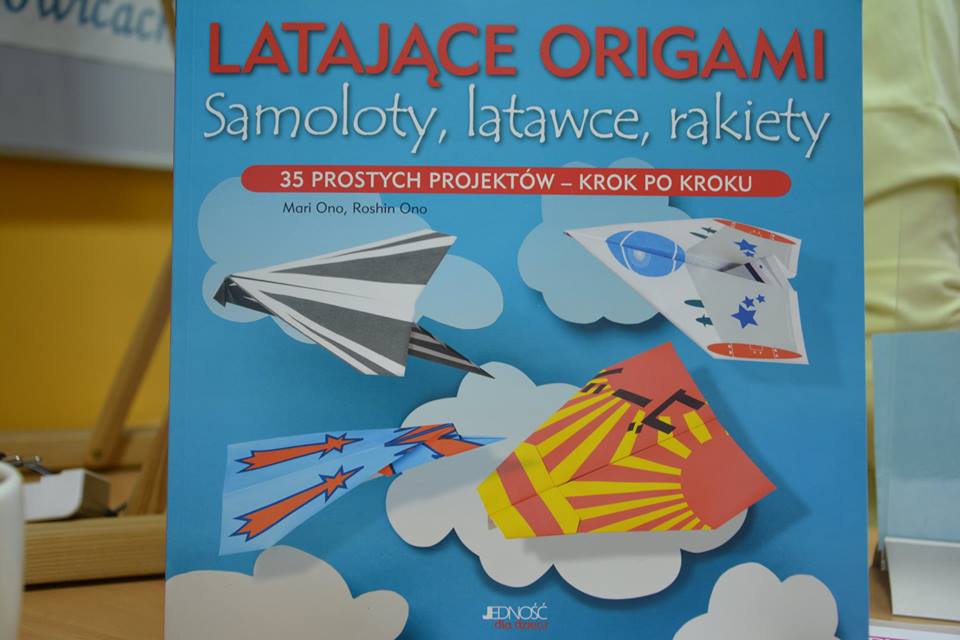 LATAJĄCE ORIGAMI
Samoloty, latawce, rakiety
35 PROSTYCH PROJEKTÓW – KROK PO KROKU
Mari Ono, Roshin Ono
JEDNOŚĆ
dla dzieci